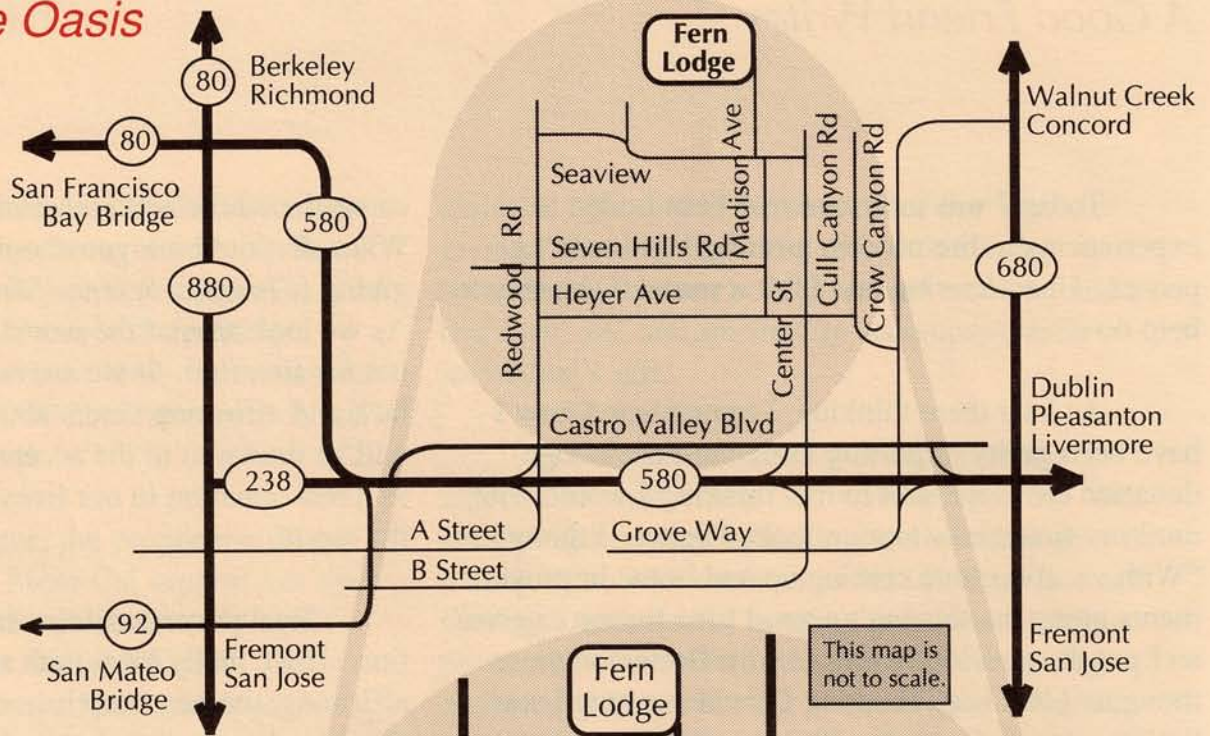 e Oasis
Fern
Lodge
80
Berkeley
Richmond
80
San Francisco
Bay Bridge
580
880
Walnut Creek
Concord
680
Seaview
Redwood Rd
Madison Ave
Seven Hills Rd
Heyer Ave
Center St
Cull Canyon Rd
Crow Canyon Rd
Dublin
Pleasanton
Livermore
Castro Valley Blvd
238
580
A Street
Grove Way
B Street
92
San Mateo
Bridge
Fremont
San Jose
Fern
Lodge
This map is
not to scale.
Fremont
San Jose